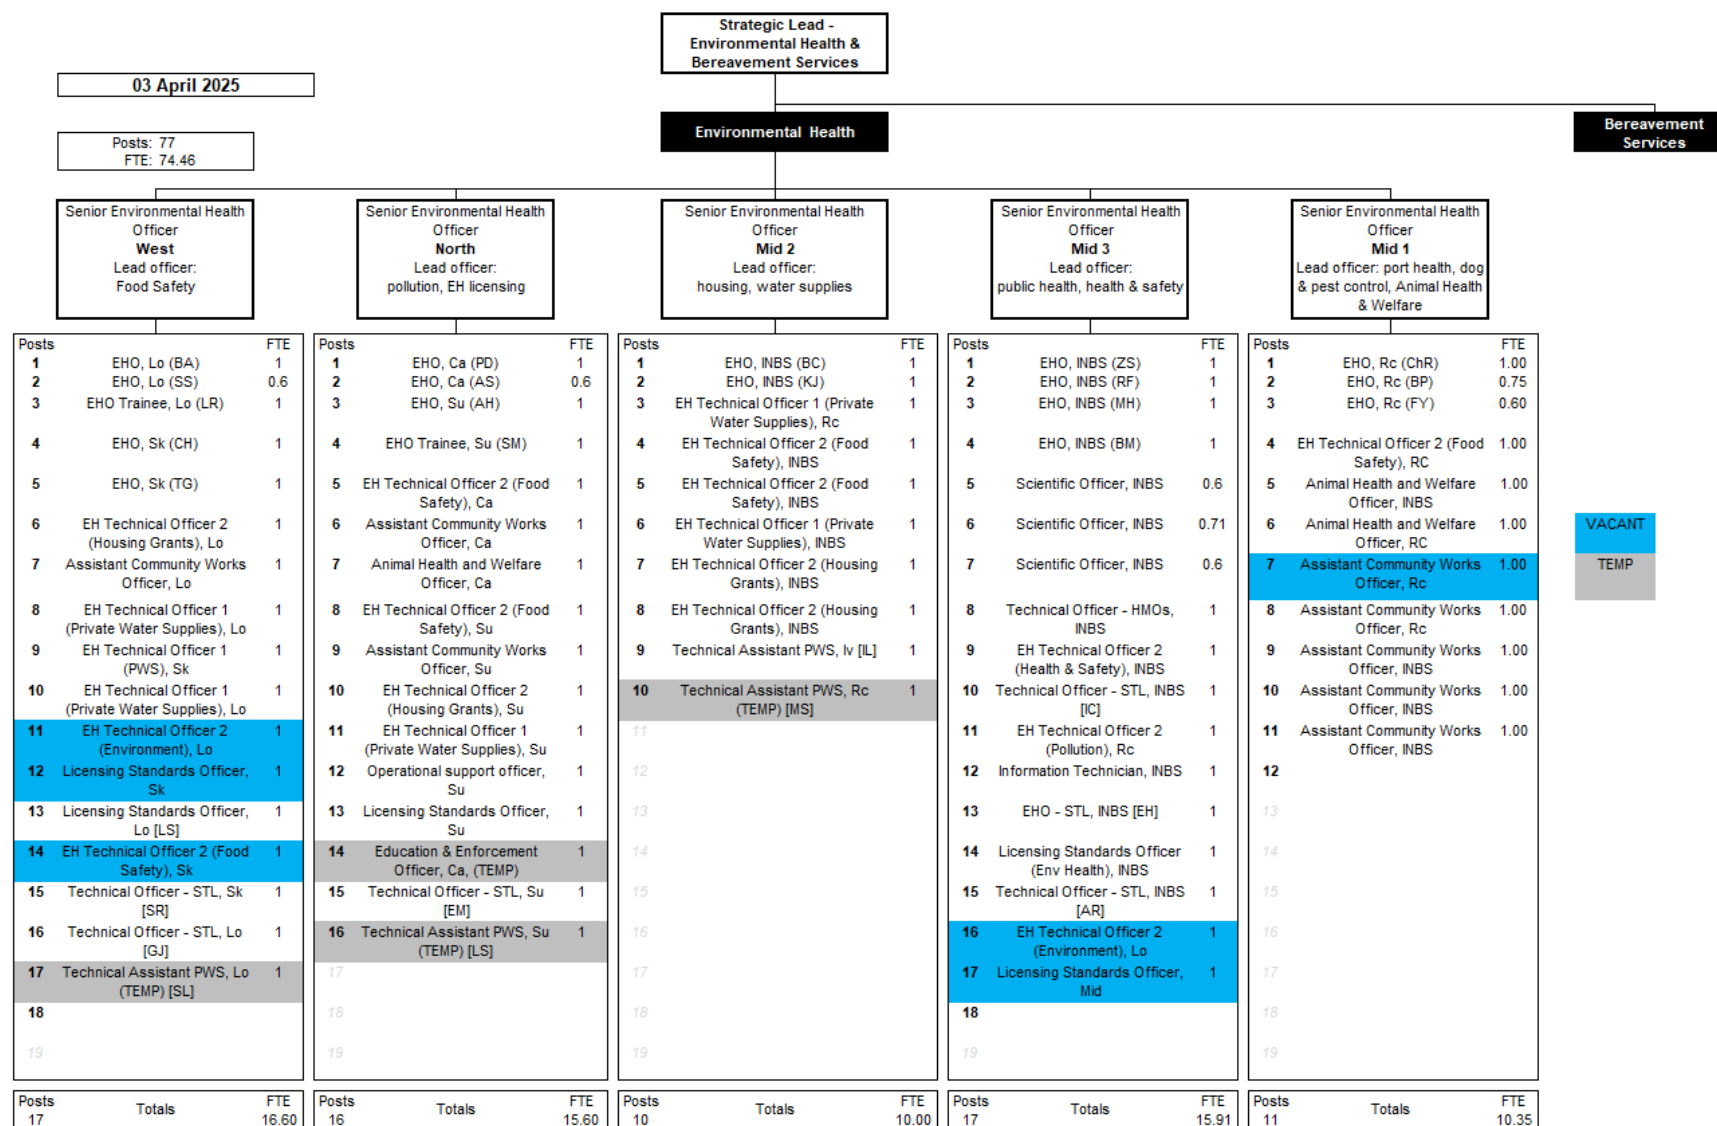 Strategic Lead -
Environmental Health &
Bereavement Services
03 April 2025
Environmental Health
Bereavement
Services
Posts: 77
FTE: 74.46
Senior Environmental Health
Officer
West
Lead officer:
Food Safety
Senior Environmental Health
Officer
North
Lead officer:
pollution, EH licensing
Senior Environmental Health
Officer
Mid 2
Lead officer:
housing, water supplies
Senior Environmental Health
Officer
Mid 3
Lead officer:
public health, health & safety
Senior Environmental Health
Officer
Mid 1
Lead officer: port health, dog
& pest control, Animal Health
& Welfare
Posts FTE
1 EHO, Lo (BA) 1
2 EHO, Lo (SS) 0.6
3 EHO Trainee, Lo (LR) 1
4 EHO, Sk (CH) 1
5 EHO, Sk (TG) 1
6 EH Technical Officer 2 1
(Housing Grants), Lo
7 Assistant Community Works 1
Officer, Lo
8 EH Technical Officer 1 1
(Private Water Supplies), Lo
9 EH Technical Officer 1 1
(PWS), Sk
10 EH Technical Officer 1 1
(Private Water Supplies), Lo
11 EH Technical Officer 2 1
(Environment), Lo
12 Licensing Standards Officer, 1
Sk
13 Licensing Standards Officer, 1
Lo [LS]
14 EH Technical Officer 2 (Food 1
Safety), Sk
15 Technical Officer - STL, Sk 1
[SR]
16 Technical Officer - STL, Lo 1
[GJ]
17 Technical Assistant PWS, Lo 1
(TEMP) [SL]
18
19
Posts Totals FTE
17 16.60
Posts FTE
1 EHO, Ca (PD) 1
2 EHO, Ca (AS) 0.6
3 EHO, Su (AH) 1
4 EHO Trainee, Su (SM) 1
5 EH Technical Officer 2 (Food 1
Safety), Ca
6 Assistant Community Works 1
Officer, Ca
7 Animal Health and Welfare 1
Officer, Ca
8 EH Technical Officer 2 (Food 1
Safety), Su
9 Assistant Community Works 1
Officer, Su
10 EH Technical Officer 2 1
(Housing Grants), Su
11 EH Technical Officer 1 1
(Private Water Supplies), Su
12 Operational support officer, 1
Su
13 Licensing Standards Officer, 1
Su
14 Education & Enforcement 1
Officer, Ca, (TEMP)
15 Technical Officer - STL, Su 1
[EM]
16 Technical Assistant PWS, Su 1
(TEMP) [LS]
17
18
19
Posts Totals FTE
16 15.60
Posts FTE
1 EHO, INBS (BC) 1
2 EHO, INBS (KJ) 1
3 EH Technical Officer 1 (Private 1
Water Supplies), Rc
4 EH Technical Officer 2 (Food 1
Safety), INBS
5 EH Technical Officer 2 (Food 1
Safety), INBS
6 EH Technical Officer 1 (Private 1
Water Supplies), INBS
7 EH Technical Officer 2 (Housing 1
Grants), INBS
8 EH Technical Officer 2 (Housing 1
Grants), INBS
9 Technical Assistant PWS, Iv [IL] 1
10 Technical Assistant PWS, Rc 1
(TEMP) [MS]
11
12
13
14
15
16
17
18
19
Posts Totals FTE
10 10.00
Posts FTE
1 EHO, INBS (ZS) 1
2 EHO, INBS (RF) 1
3 EHO, INBS (MH) 1
4 EHO, INBS (BM) 1
5 Scientific Officer, INBS 0.6
6 Scientific Officer, INBS 0.71
7 Scientific Officer, INBS 0.6
8 Technical Officer - HMOs, 1
INBS
9 EH Technical Officer 2 1
(Health & Safety), INBS
10 Technical Officer - STL, INBS 1
[IC]
11 EH Technical Officer 2 1
(Pollution), Rc
12 Information Technician, INBS 1
13 EHO - STL, INBS [EH] 1
14 Licensing Standards Officer 1
(Env Health), INBS
15 Technical Officer - STL, INBS 1
[AR]
16 EH Technical Officer 2 1
(Environment), Lo
17 Licensing Standards Officer, 1
Mid
18
19
Posts Totals FTE
17 15.91
Posts FTE
1 EHO, Rc (ChR) 1.00
2 EHO, Rc (BP) 0.75
3 EHO, Rc (FY) 0.60
4 EH Technical Officer 2 (Food 1.00
Safety), RC
5 Animal Health and Welfare 1.00
Officer, INBS
6 Animal Health and Welfare 1.00
Officer, RC
7 Assistant Community Works 1.00
Officer, Rc
8 Assistant Community Works 1.00
Officer, Rc
9 Assistant Community Works 1.00
Officer, INBS
10 Assistant Community Works 1.00
Officer, INBS
11 Assistant Community Works 1.00
Officer, INBS
12
13
14
15
16
17
18
19
Posts Totals FTE
11 10.35
VACANT
TEMP